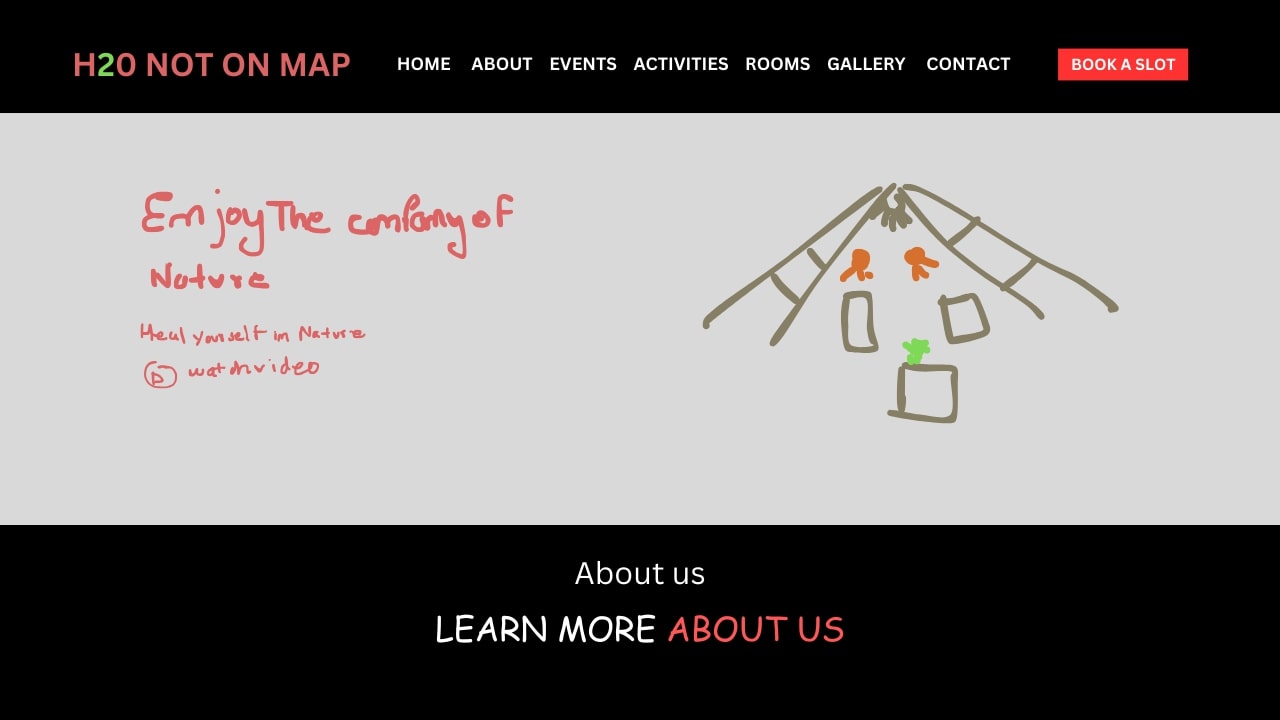 H20 NOT ON MAP HOME ABOUT EVENTS ACTIVITIES ROOMS GALLERY CONTACT BOOK A SLOT
Enjoy The company of
Nature
Heal yourself in Nature
watch video
About us
LEARN MORE ABOUT US